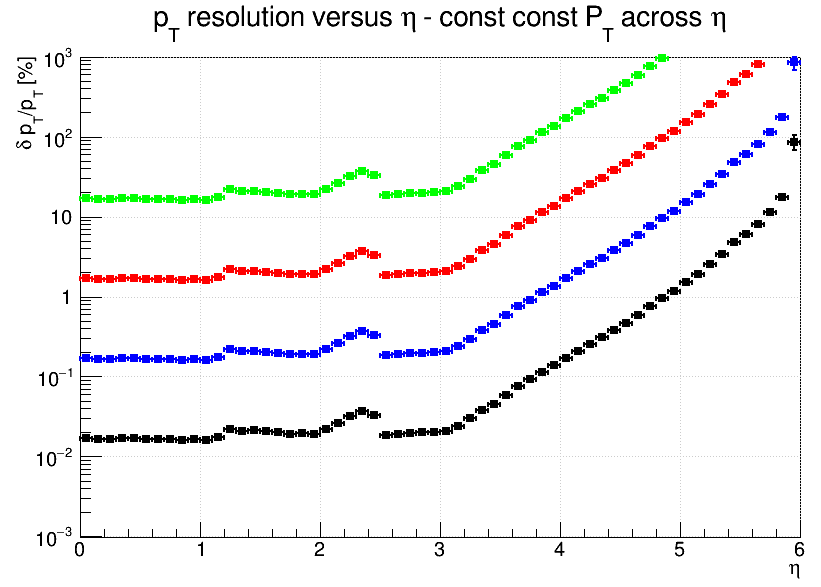 p_T resolution versus η - const const P_T across η
δ p_T/p_T [%]
10^3
10^2
10
1
10^-1
10^-2
10^-3
0 1 2 3 4 5 6
η